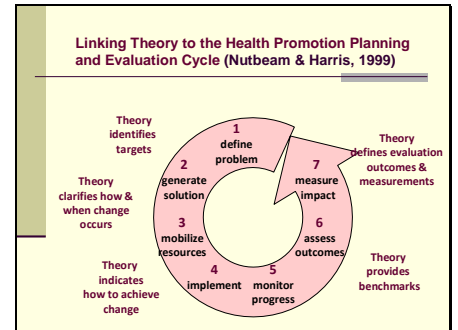 Linking Theory to the Health Promotion Planning
and Evaluation Cycle (Nutbeam & Harris, 1999)
Theory
identifies
targets
1
define
problem
Theory
defines evaluation
outcomes &
measurements
2
generate
solution
7
measure
impact
Theory
clarifies how &
when change
occurs
3
mobilize
resources
6
assess
outcomes
4
implement
5
monitor
progress
Theory
indicates
how to achieve
change
Theory
provides
benchmarks